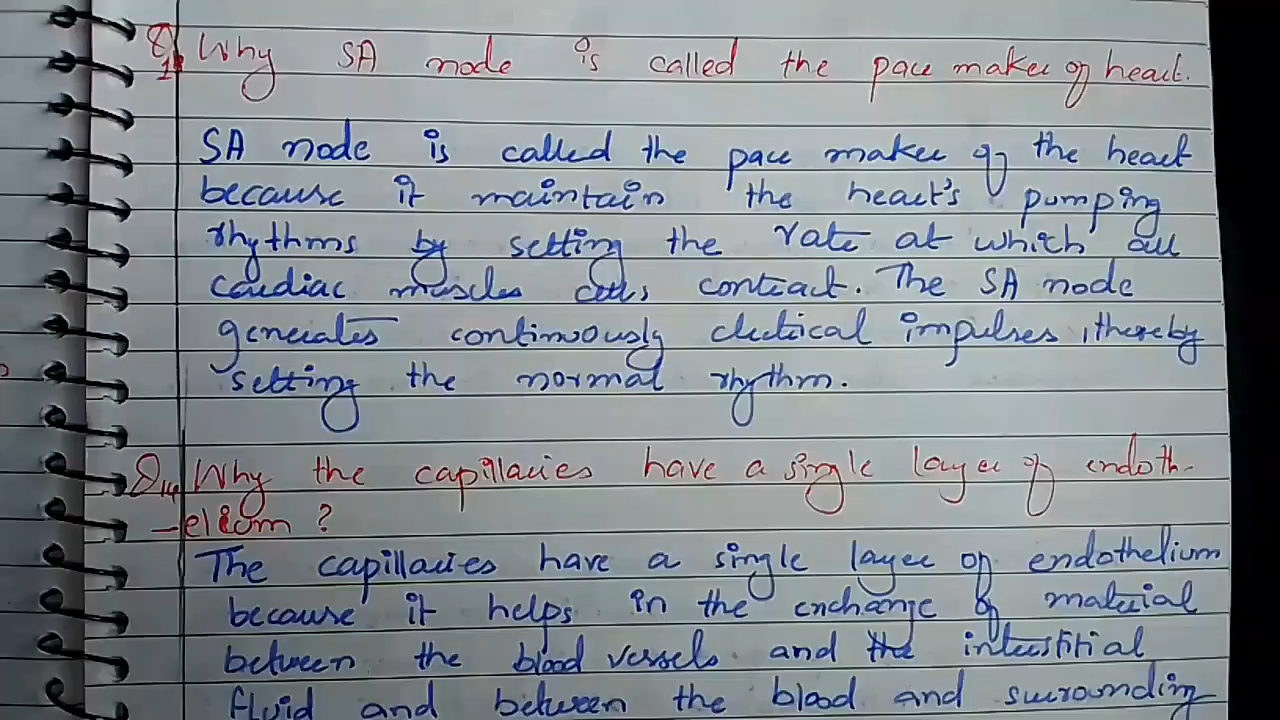 Q1 Why SA node is called the pace maker of heart.
SA node is called the pace maker of the heart
because it maintain the heart's pumping
rhythms by setting the rate at which all
cardiac muscles cells contract. The SA node
generates continuously electrical impulses, thereby
setting the normal rhythm.
Q14 Why the capillaries have a single layer of endoth-
-eliom ?
The capillaries have a single layer of endothelium
because it helps in the exchange of material
between the blood vessels and the interstitial
fluid and between the blood and surrounding